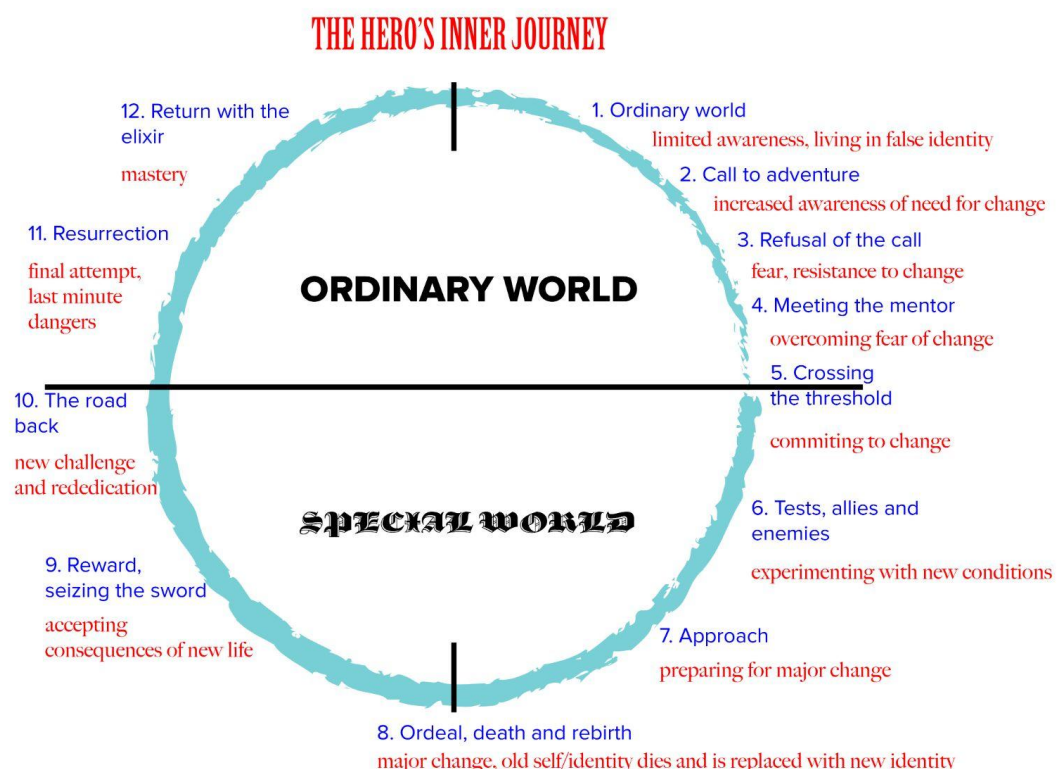 THE HERO'S INNER JOURNEY
1. Ordinary world
limited awareness, living in false identity
2. Call to adventure
increased awareness of need for change
3. Refusal of the call
fear, resistance to change
4. Meeting the mentor
overcoming fear of change
5. Crossing
the threshold
commiting to change
6. Tests, allies and
enemies
experimenting with new conditions
7. Approach
preparing for major change
8. Ordeal, death and rebirth
major change, old self/identity dies and is replaced with new identity
9. Reward,
seizing the sword
accepting
consequences of new life
10. The road
back
new challenge
and rededication
11. Resurrection
final attempt,
last minute
dangers
12. Return with the
elixir
mastery
ORDINARY WORLD
SPECIAL WORLD